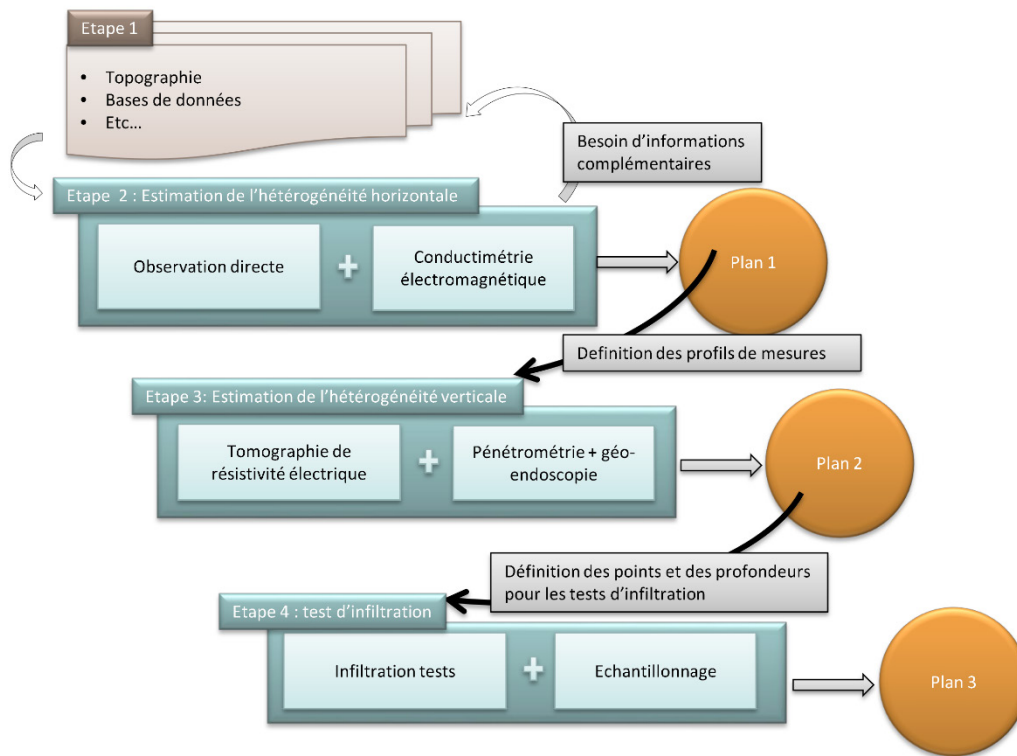 Etape 1
• Topographie
• Bases de données
• Etc...
Besoin d'informations
complémentaires
Etape 2 : Estimation de l'hétérogénéité horizontale
Observation directe
+
Conductimétrie
électromagnétique
Plan 1
Definition des profils de mesures
Etape 3: Estimation de l'hétérogénéité verticale
Tomographie de
résistivité électrique
+
Pénétrométrie + géo-
endoscopie
Plan 2
Définition des points et des profondeurs
pour les tests d'infiltration
Etape 4 : test d'infiltration
Infiltration tests
+
Echantillonnage
Plan 3